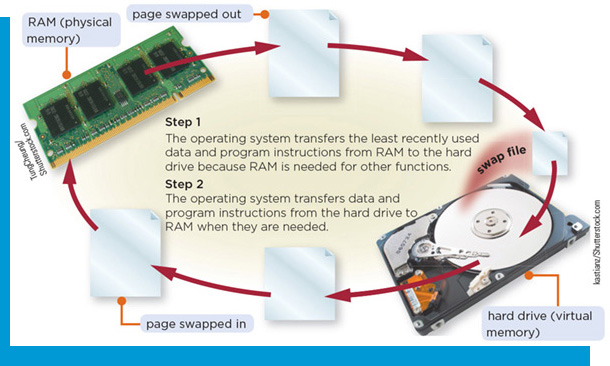 RAM (physical
memory)
page swapped out
TungCheung/
Shutterstock.com
Step 1
The operating system transfers the least recently used
data and program instructions from RAM to the hard
drive because RAM is needed for other functions.
Step 2
The operating system transfers data and
program instructions from the hard drive to
RAM when they are needed.
swap file
kastianz/Shutterstock.com
page swapped in
hard drive (virtual
memory)